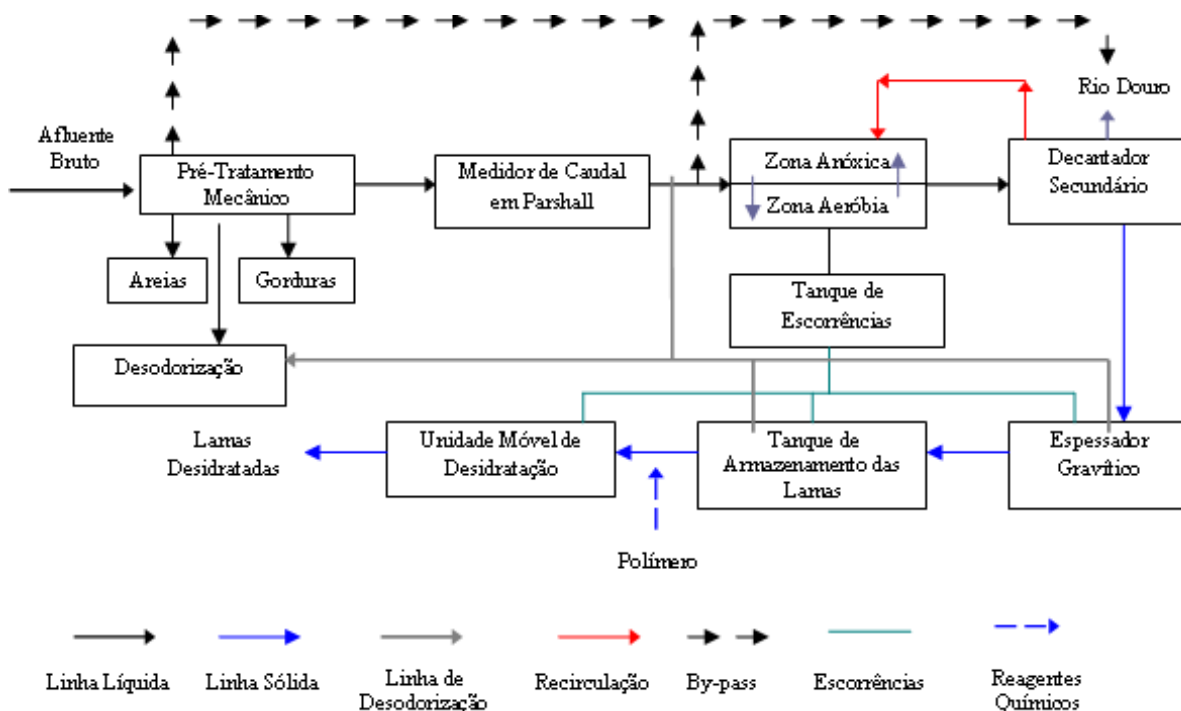 Afluente
Bruto
Pré-Tratamento
Mecânico
Medidor de Caudal
em Parshall
Zona Anóxica
Zona Aeróbia
Rio Douro
Decantador
Secundário
Areias
Gorduras
Tanque de
Escorrências
Desodorização
Lamas
Desidratadas
Unidade Móvel de
Desidratação
Tanque de
Armazenamento das
Lamas
Espessador
Gravítico
Polímero
Linha Líquida
Linha Sólida
Linha de
Desodorização
Recirculação
By-pass
Escorrências
Reagentes
Químicos